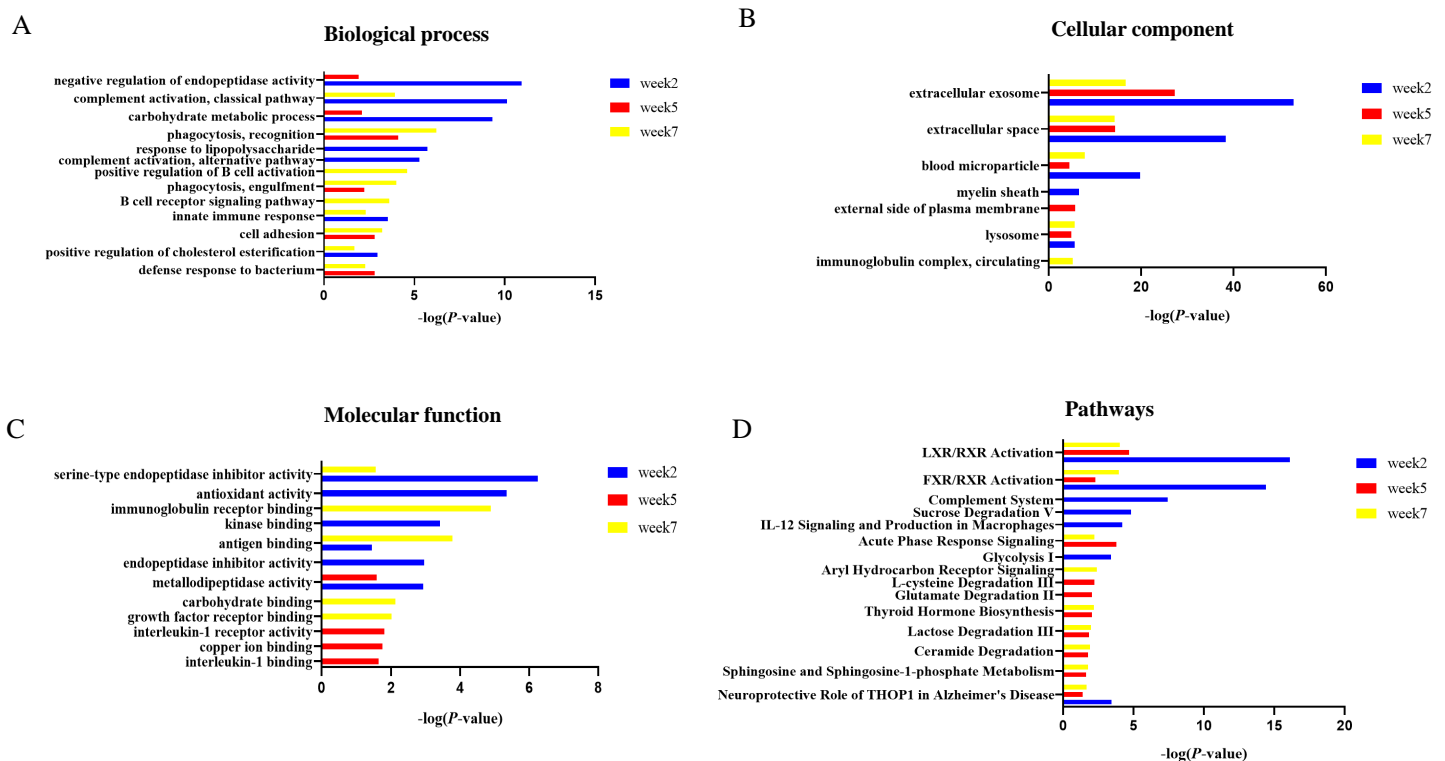 A
Biological process
negative regulation of endopeptidase activity
complement activation, classical pathway
carbohydrate metabolic process
phagocytosis, recognition
response to lipopolysaccharide
complement activation, alternative pathway
positive regulation of B cell activation
phagocytosis, engulfment
B cell receptor signaling pathway
innate immune response
cell adhesion
positive regulation of cholesterol esterification
defense response to bacterium
0 5 10 15
-log(P-value)
week2
week5
week7
B
Cellular component
extracellular exosome
extracellular space
blood microparticle
myelin sheath
external side of plasma membrane
lysosome
immunoglobulin complex, circulating
0 20 40 60
-log(P-value)
week2
week5
week7
C
Molecular function
serine-type endopeptidase inhibitor activity
antioxidant activity
immunoglobulin receptor binding
kinase binding
antigen binding
endopeptidase inhibitor activity
metallodipeptidase activity
carbohydrate binding
growth factor receptor binding
interleukin-1 receptor activity
copper ion binding
interleukin-1 binding
0 2 4 6 8
-log(P-value)
week2
week5
week7
D
Pathways
LXR/RXR Activation
FXR/RXR Activation
Complement System
Sucrose Degradation V
IL-12 Signaling and Production in Macrophages
Acute Phase Response Signaling
Glycolysis I
Aryl Hydrocarbon Receptor Signaling
L-cysteine Degradation III
Glutamate Degradation II
Thyroid Hormone Biosynthesis
Lactose Degradation III
Ceramide Degradation
Sphingosine and Sphingosine-1-phosphate Metabolism
Neuroprotective Role of THOP1 in Alzheimer's Disease
0 5 10 15 20
-log(P-value)
week2
week5
week7